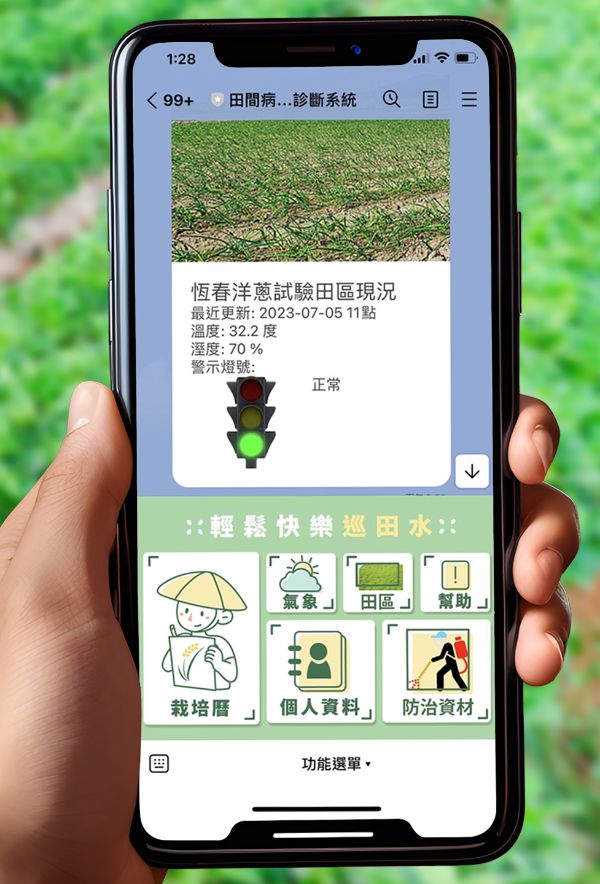 1:28
99+ 田間病...診斷系統
恆春洋蔥試驗田區現況
最近更新: 2023-07-05 11點
溫度: 32.2 度
溼度: 70 %
警示燈號:
正常
輕鬆快樂巡田水
氣象 田區 幫助
栽培曆 個人資料 防治資材
功能選單